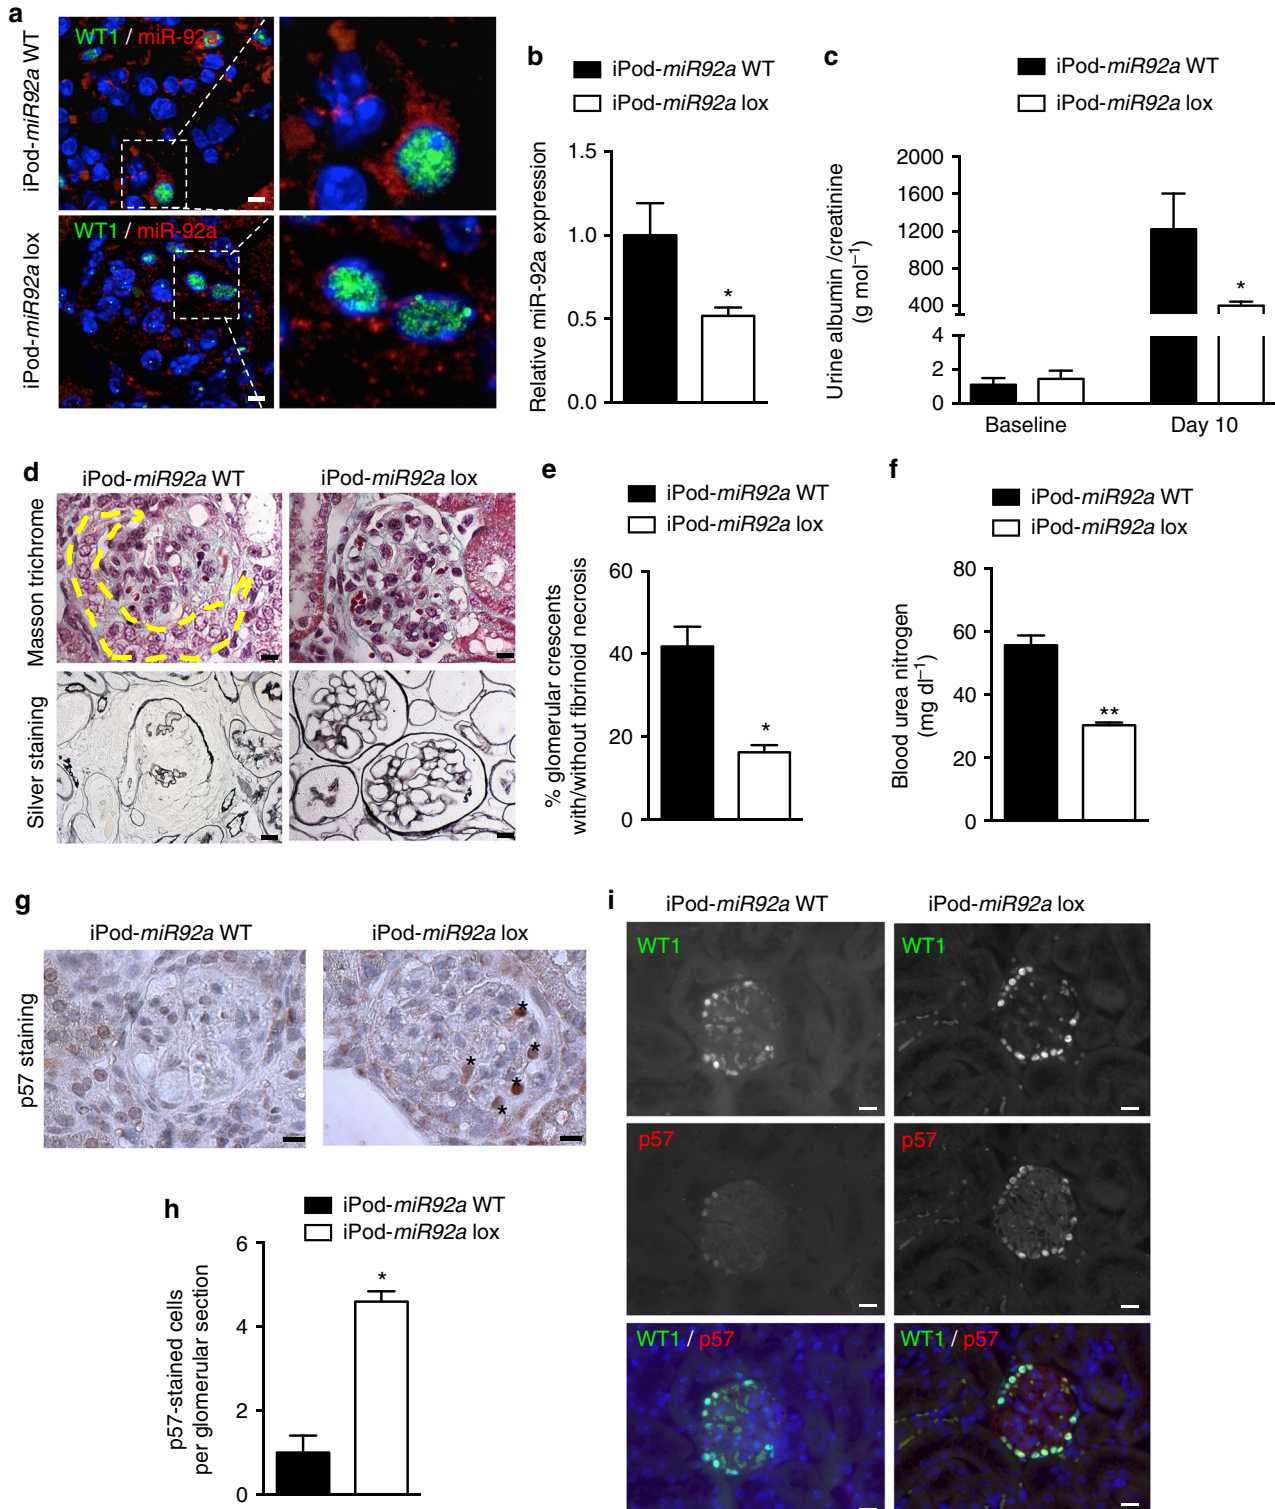 a
iPod-miR92a WT
WT1 / miR-92a
iPod-miR92a lox
WT1 / miR-92a
b
iPod-miR92a WT
iPod-miR92a lox
Relative miR-92a expression
1.5
1.0
0.5
0.0
*
c
iPod-miR92a WT
iPod-miR92a lox
Urine albumin /creatinine
(g mol−1)
2000
1600
1200
800
400
4
2
0
*
Baseline
Day 10
d
iPod-miR92a WT
iPod-miR92a lox
Masson trichrome
Silver staining
e
iPod-miR92a WT
iPod-miR92a lox
% glomerular crescents
with/without fibrinoid necrosis
60
40
20
0
*
f
iPod-miR92a WT
iPod-miR92a lox
Blood urea nitrogen
(mg dl−1)
80
60
40
20
0
**
g
iPod-miR92a WT
iPod-miR92a lox
p57 staining
*
*
*
*
*
h
iPod-miR92a WT
iPod-miR92a lox
p57-stained cells
per glomerular section
6
4
2
0
*
i
iPod-miR92a WT
iPod-miR92a lox
WT1
WT1
p57
p57
WT1 / p57
WT1 / p57